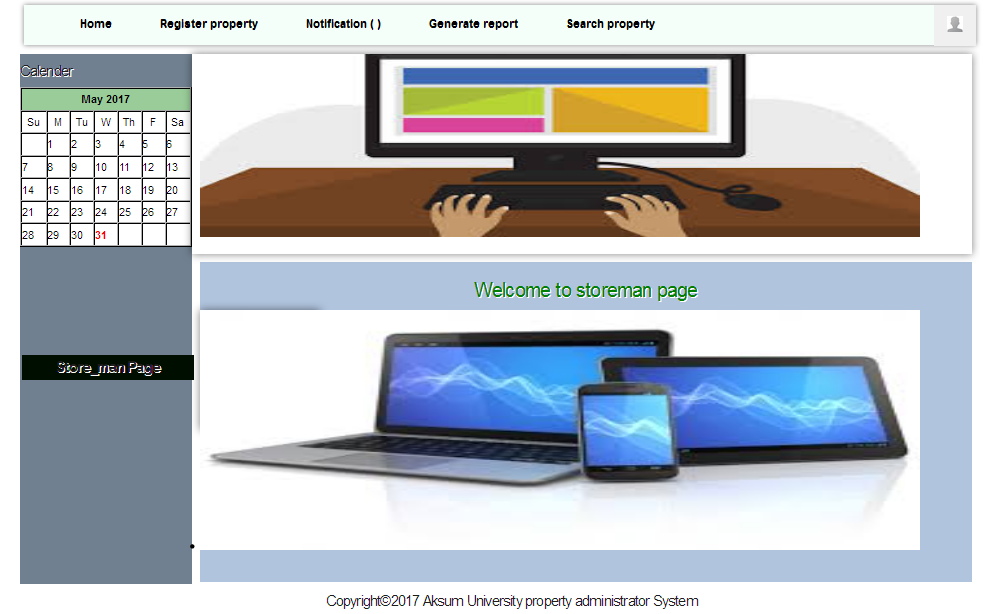 Home Register property Notification ( ) Generate report Search property
Calender
May 2017
Su M Tu W Th F Sa
1 2 3 4 5 6
7 8 9 10 11 12 13
14 15 16 17 18 19 20
21 22 23 24 25 26 27
28 29 30 31
Welcome to storeman page
Store_man Page
Copyright©2017 Aksum University property administrator System